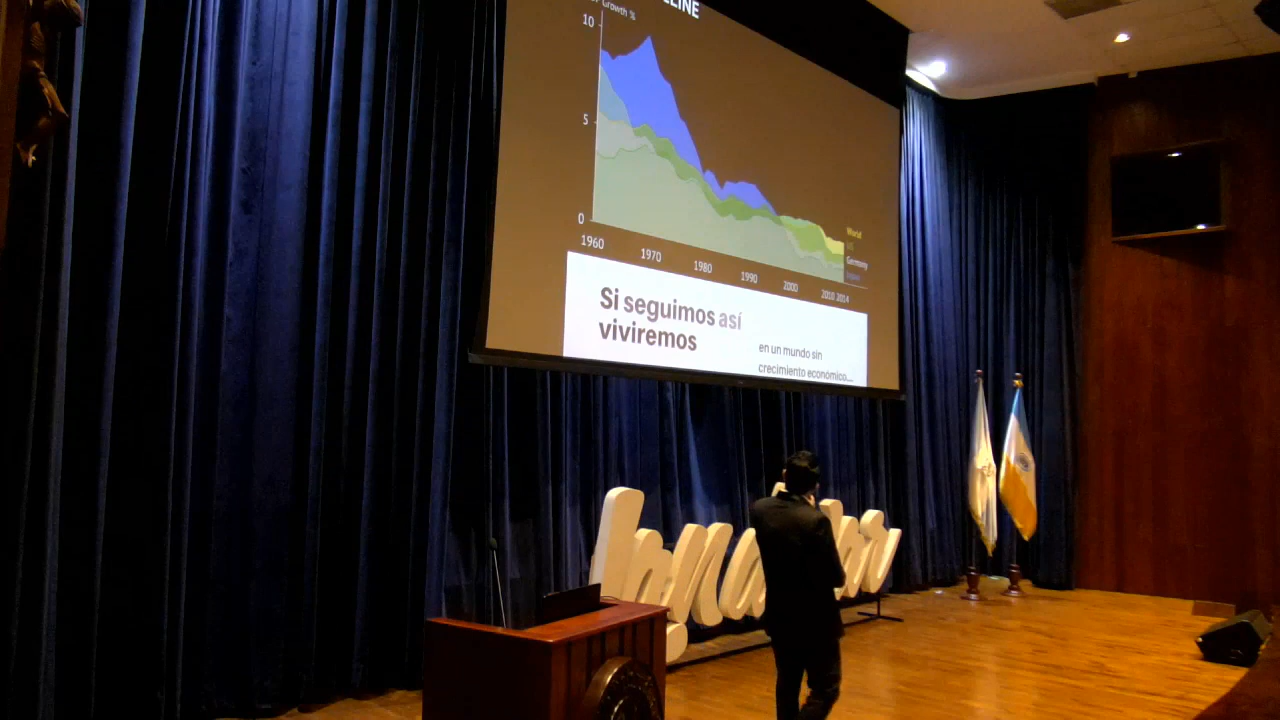 Growth %
10
5
0
1960
1970
1980
1990
2000
2010 2014
World
Germany
Japan
Si seguimos así
viviremos
en un mundo sin
crecimiento económico...